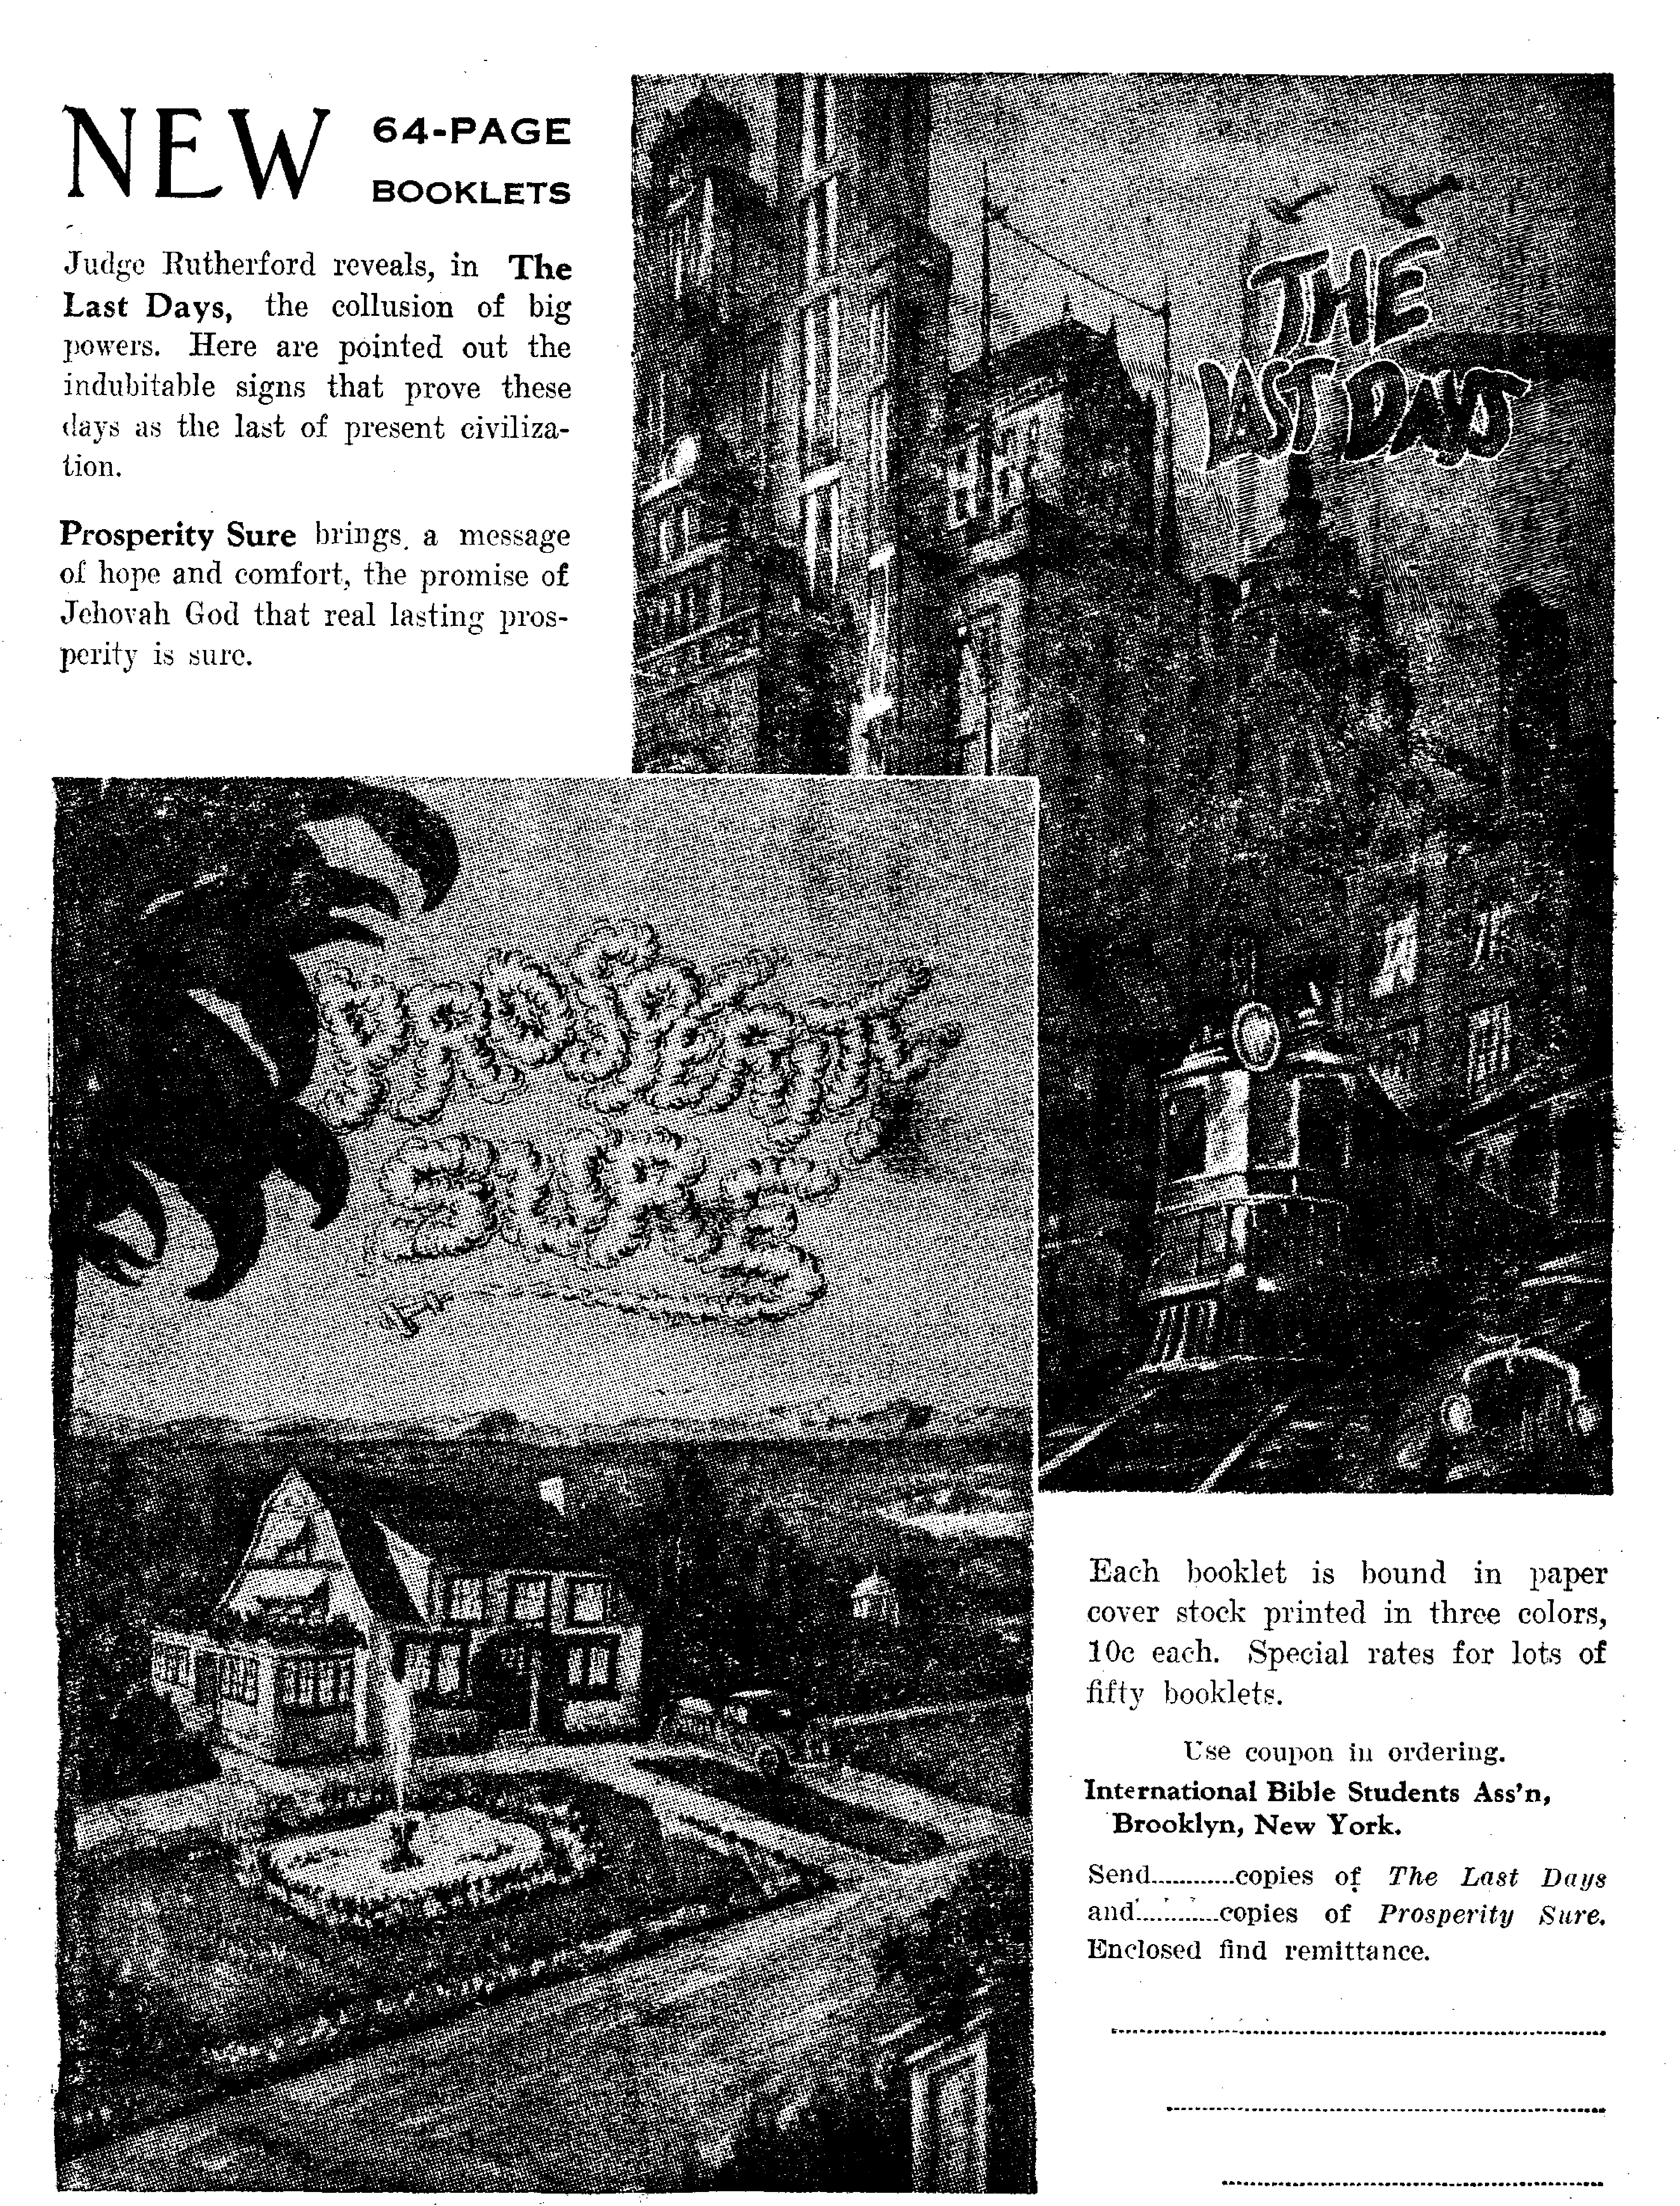 NEW 64-PAGE
BOOKLETS
Judge Rutherford reveals, in The
Last Days, the collusion of big
powers. Here are pointed out the
indubitable signs that prove these
days as the last of present civiliza-
tion.
Prosperity Sure brings a message
of hope and comfort, the promise of
Jehovah God that real lasting pros-
perity is sure.
THE
LAST DAYS
PROSPERITY
SURE
Each booklet is bound in paper
cover stock printed in three colors,
10c each. Special rates for lots of
fifty booklets.
Use coupon in ordering.
International Bible Students Ass'n,
Brooklyn, New York.
Send............copies of The Last Days
and............copies of Prosperity Sure.
Enclosed find remittance.